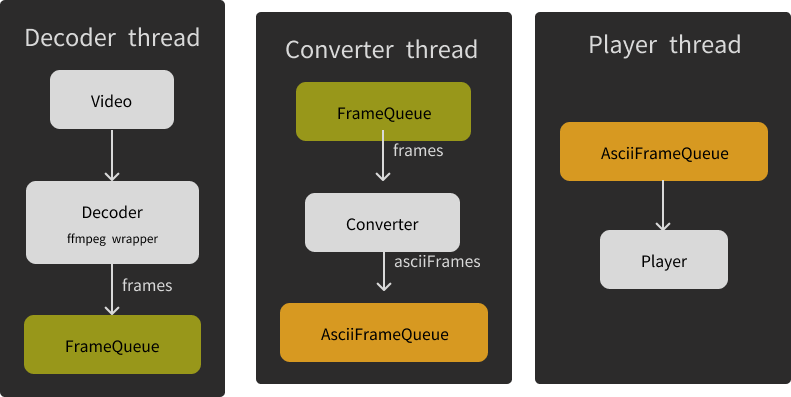 Decoder thread
Video
Decoder
ffmpeg wrapper
frames
FrameQueue
Converter thread
FrameQueue
frames
Converter
asciiFrames
AsciiFrameQueue
Player thread
AsciiFrameQueue
Player